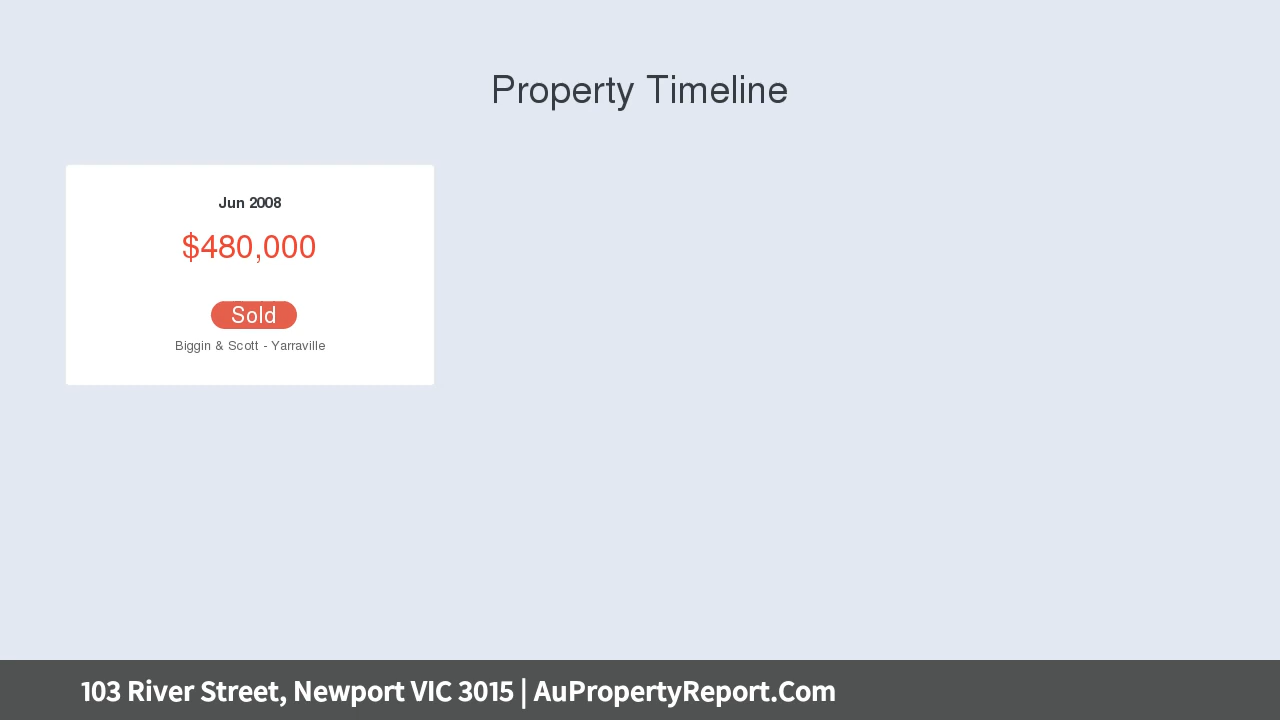 Property Timeline
Jun 2008
$480,000
Sold
Biggin & Scott - Yarraville
103 River Street, Newport VIC 3015 | AuPropertyReport.Com